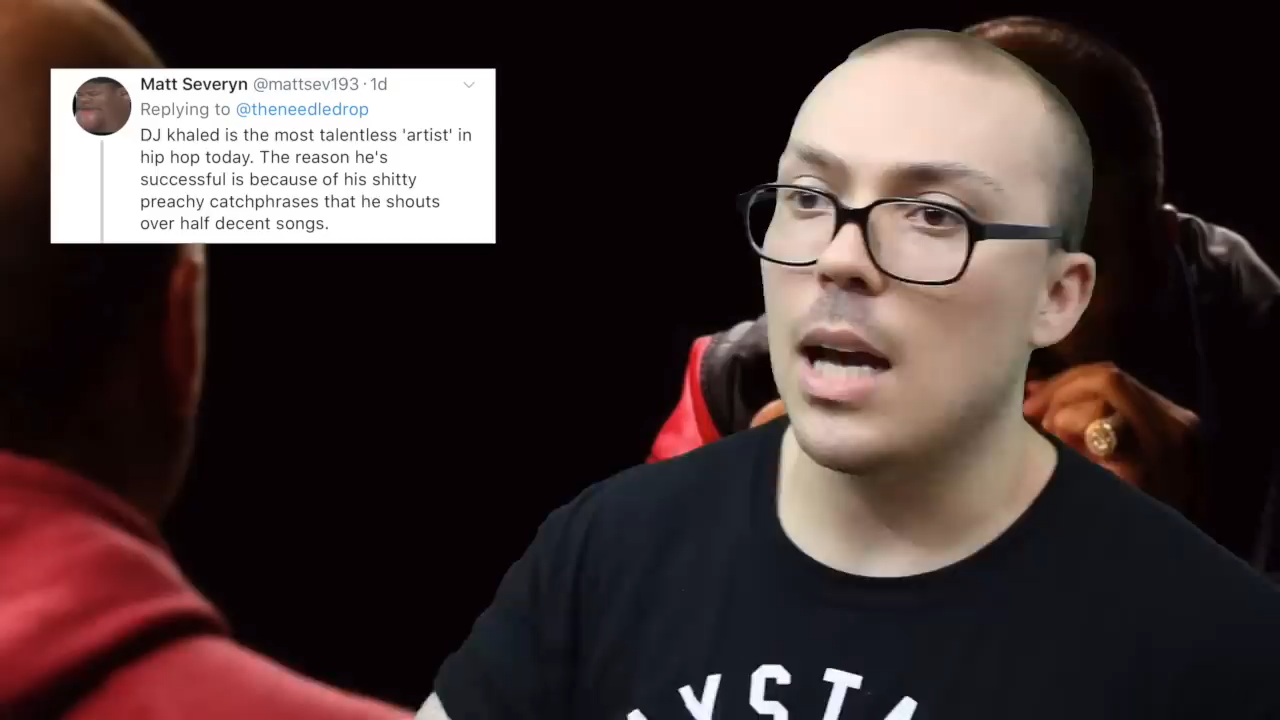 Matt Severyn @mattsev193 · 1d
Replying to @theneedledrop
DJ khaled is the most talentless 'artist' in
hip hop today. The reason he's
successful is because of his shitty
preachy catchphrases that he shouts
over half decent songs.